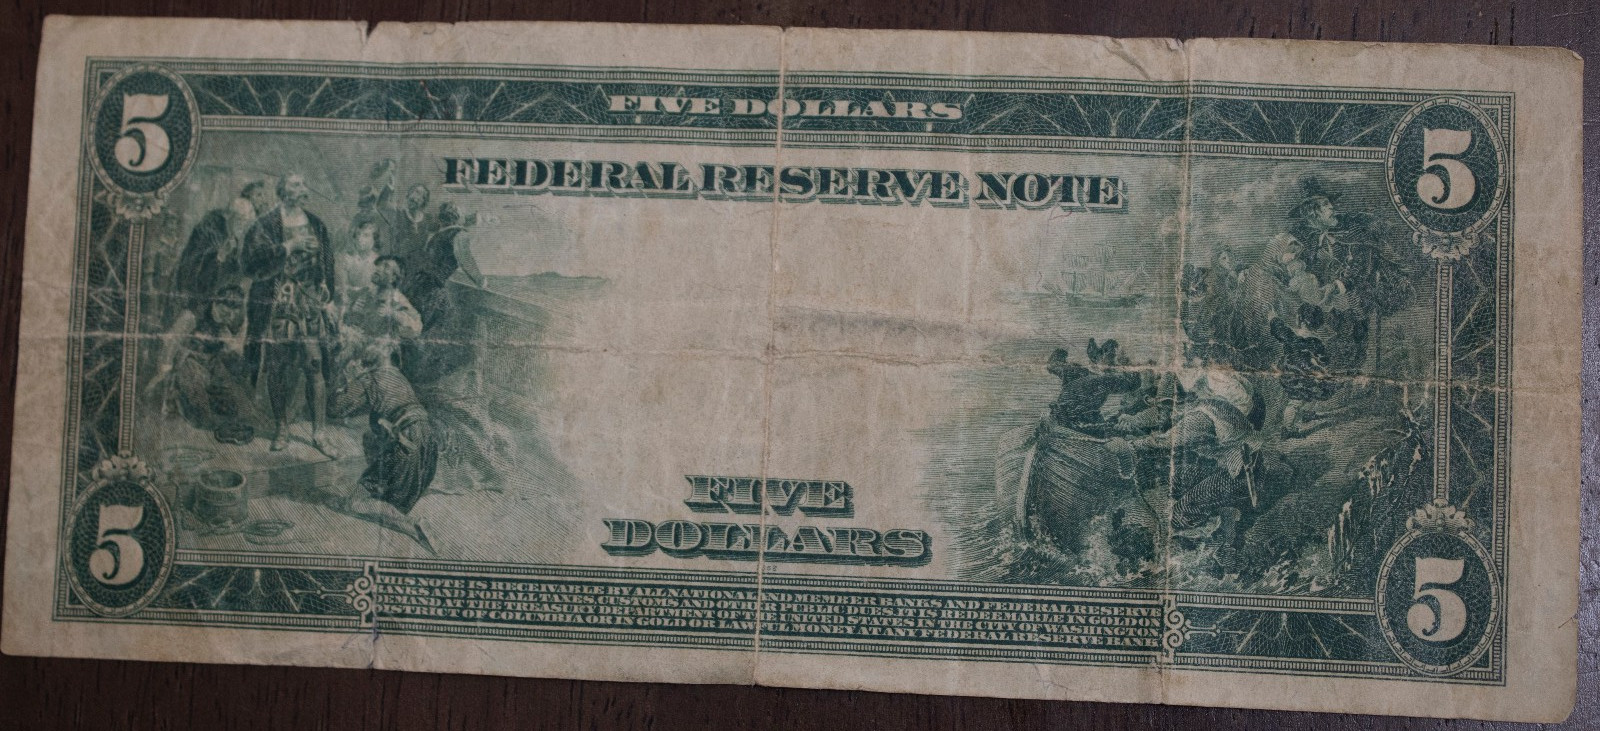 5 FIVE DOLLARS 5
FEDERAL RESERVE NOTE
FIVE
DOLLARS
5 5
THIS NOTE IS RECEIVABLE BY ALL NATIONAL AND MEMBER BANKS AND FEDERAL RESERVE
BANKS AND FOR ALL TAXES, CUSTOMS AND OTHER PUBLIC DUES. IT IS REDEEMABLE IN GOLD ON
DEMAND AT THE TREASURY DEPARTMENT OF THE UNITED STATES IN THE CITY OF WASHINGTON,
DISTRICT OF COLUMBIA OR IN GOLD OR LAWFUL MONEY AT ANY FEDERAL RESERVE BANK.